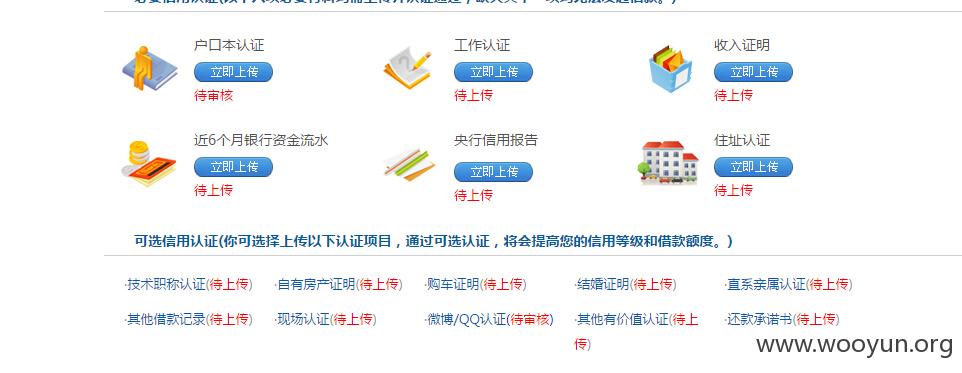 户口本认证
立即上传
待审核
工作认证
立即上传
待上传
收入证明
立即上传
待上传
近6个月银行资金流水
立即上传
待上传
央行信用报告
立即上传
待上传
住址认证
立即上传
待上传
可选信用认证(你可选择上传以下认证项目，通过可选认证，将会提高您的信用等级和借款额度。)
·技术职称认证(待上传) ·自有房产证明(待上传) ·购车证明(待上传) ·结婚证明(待上传) ·直系亲属认证(待上传)
·其他借款记录(待上传) ·现场认证(待上传) ·微博/QQ认证(待审核) ·其他有价值认证(待上 ·还款承诺书(待上传)
传)
www.wooyun.org